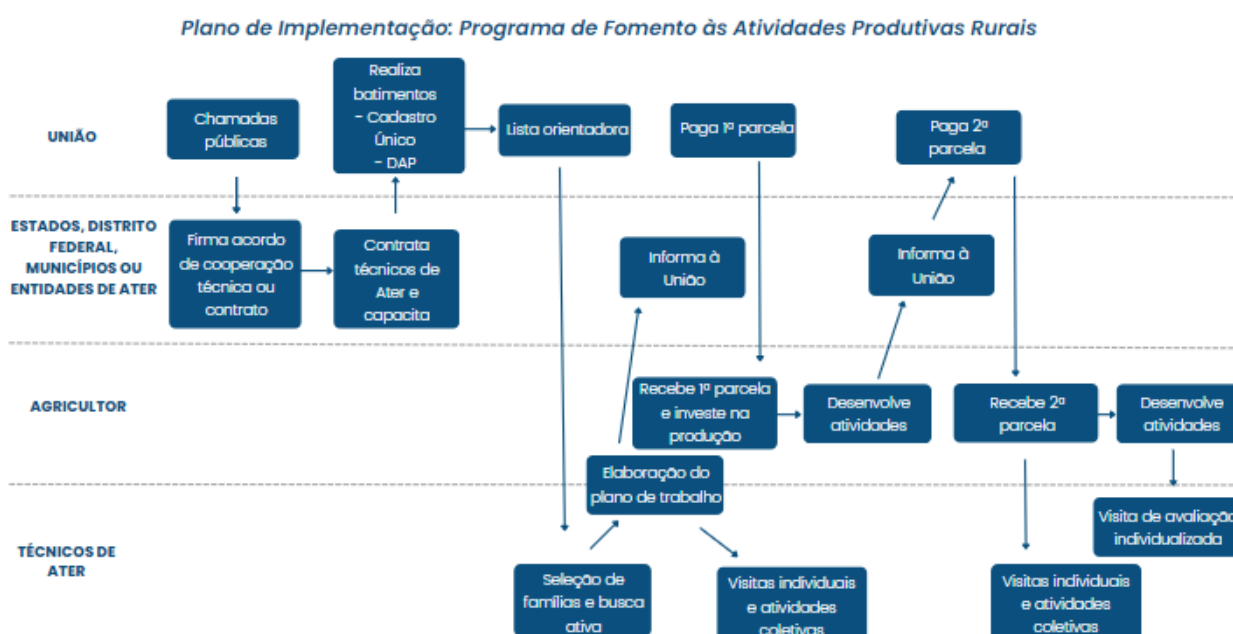 Plano de Implementação: Programa de Fomento às Atividades Produtivas Rurais
UNIÃO
Chamadas
públicas
Realiza
batimentos
- Cadastro
Único
- DAP
Lista orientadora
Paga 1ª parcela
Paga 2ª
parcela
ESTADOS, DISTRITO
FEDERAL,
MUNICÍPIOS OU
ENTIDADES DE ATER
Firma acordo
de cooperação
técnica ou
contrato
Contrata
técnicos de
Ater e
capacita
Informa à
União
Informa à
União
AGRICULTOR
Recebe 1ª parcela
e investe na
produção
Desenvolve
atividades
Recebe 2ª
parcela
Desenvolve
atividades
Elaboração do
plano de trabalho
TÉCNICOS DE
ATER
Seleção de
famílias e busca
ativa
Visitas individuais
e atividades
coletivas
Visitas individuais
e atividades
coletivas
Visita de avaliação
individualizada